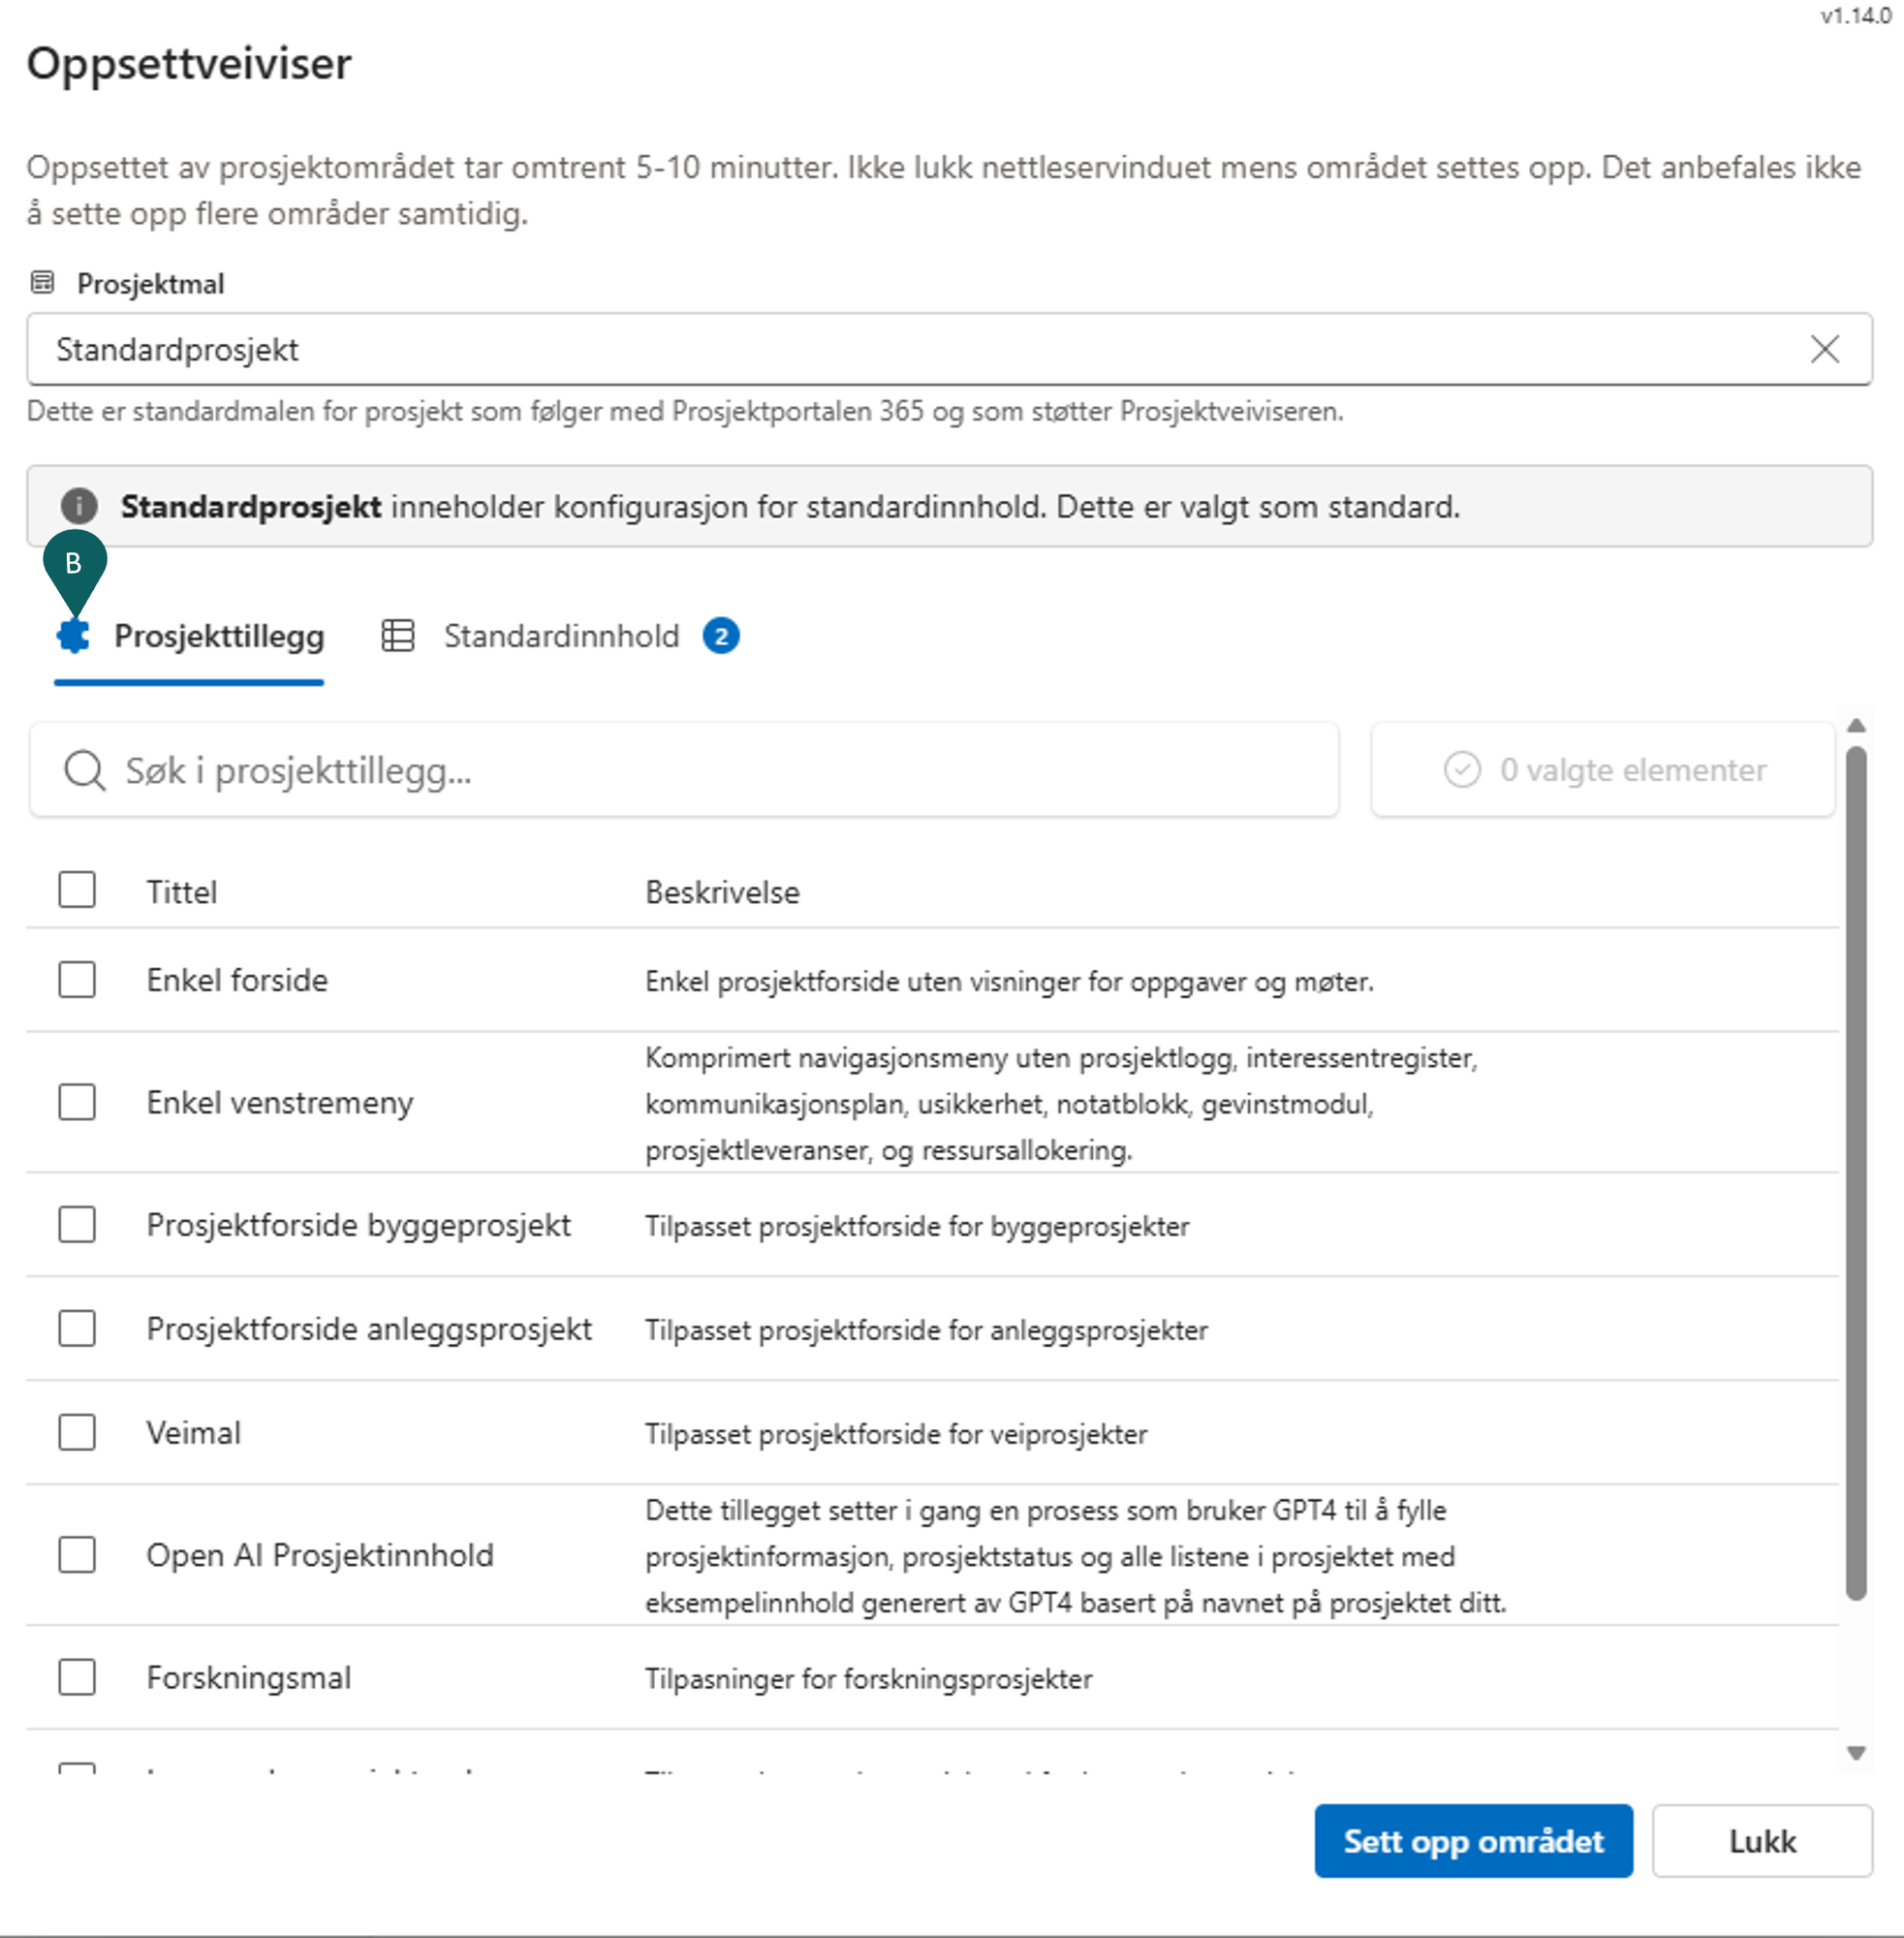 v1.14.0
Oppsettveiviser
Oppsettet av prosjektområdet tar omtrent 5-10 minutter. Ikke lukk nettleservinduet mens området settes opp. Det anbefales ikke
å sette opp flere områder samtidig.
Prosjektmal
Standardprosjekt
Dette er standardmalen for prosjekt som følger med Prosjektportalen 365 og som støtter Prosjektveiviseren.
Standardprosjekt inneholder konfigurasjon for standardinnhold. Dette er valgt som standard.
B
Prosjekttillegg Standardinnhold 2
Søk i prosjekttillegg... 0 valgte elementer
Tittel Beskrivelse
Enkel forside Enkel prosjektforside uten visninger for oppgaver og møter.
Komprimert navigasjonsmeny uten prosjektlogg, interessentregister,
Enkel venstremeny kommunikasjonsplan, usikkerhet, notatblokk, gevinstmodul,
prosjektleveranser, og ressursallokering.
Prosjektforside byggeprosjekt Tilpasset prosjektforside for byggeprosjekter
Prosjektforside anleggsprosjekt Tilpasset prosjektforside for anleggsprosjekter
Veimal Tilpasset prosjektforside for veiprosjekter
Dette tillegget setter i gang en prosess som bruker GPT4 til å fylle
Open AI Prosjektinnhold prosjektinformasjon, prosjektstatus og alle listene i prosjektet med
eksempelinnhold generert av GPT4 basert på navnet på prosjektet ditt.
Forskningsmal Tilpasninger for forskningsprosjekter
Sett opp området Lukk